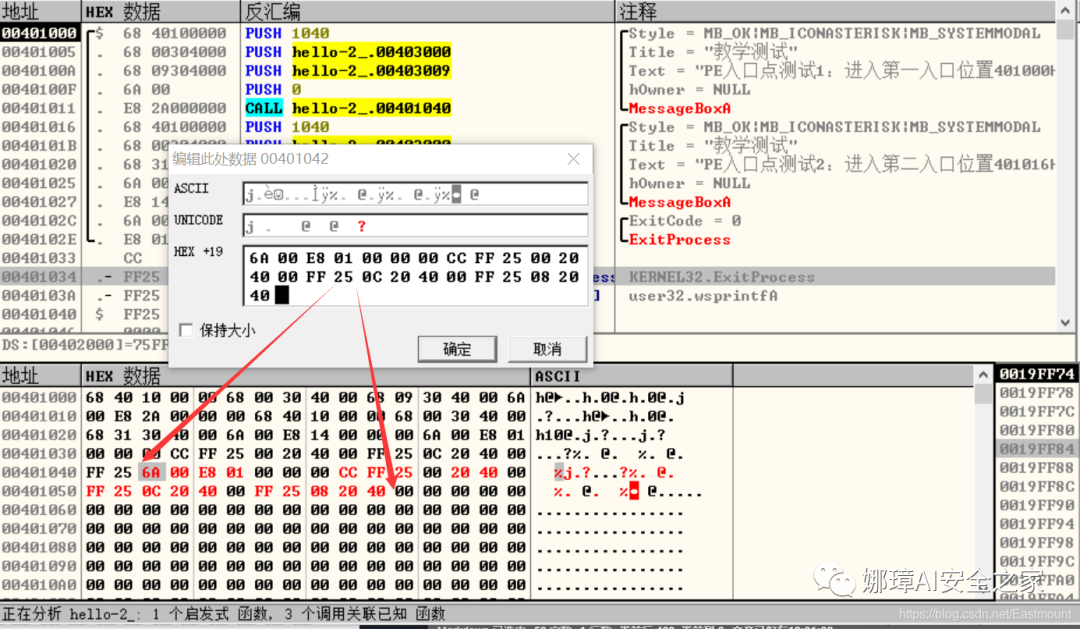 地址 HEX 数据 反汇编 注释
00401000 $ 68 40100000 PUSH 1040 Style = MB_OK|MB_ICONASTERISK|MB_SYSTEMMODAL
00401005 . 68 00304000 PUSH hello-2_.00403000 Title = "教学测试"
0040100A . 68 09304000 PUSH hello-2_.00403009 Text = "PE入口点测试1：进入第一入口位置401000H
0040100F . 6A 00 PUSH 0 hOwner = NULL
00401011 . E8 2A000000 CALL hello-2_.00401040 MessageBoxA
00401016 . 68 40100000 PUSH 1040 Style = MB_OK|MB_ICONASTERISK|MB_SYSTEMMODAL
0040101B . 68 Title = "教学测试"
00401020 . 68 31 Text = "PE入口点测试2：进入第二入口位置401016H
00401025 . 6A 00 hOwner = NULL
00401027 . E8 14 MessageBoxA
0040102C . 6A 00 ExitCode = 0
0040102E . E8 01 ExitProcess
00401033 CC
00401034 .- FF25 ess KERNEL32.ExitProcess
0040103A .- FF25 ] user32.wsprintfA
00401040 $ FF25
编辑此处数据 00401042
ASCII j.è@...Ìÿ%. @.ÿ%. @.ÿ% @
UNICODE j . @ @ ?
HEX +19
6A 00 E8 01 00 00 00 CC FF 25 00 20
40 00 FF 25 0C 20 40 00 FF 25 08 20
40
保持大小
确定 取消
DS:[00402000]=75FF
地址 HEX 数据 ASCII
00401000 68 40 10 00 00 68 00 30 40 00 68 09 30 40 00 6A h@►..h.0@.h.0@.j
00401010 00 E8 2A 00 00 00 68 40 10 00 00 68 00 30 40 00 .?...h@►..h.0@.
00401020 68 31 30 40 00 6A 00 E8 14 00 00 00 6A 00 E8 01 h10@.j.?...j.?
00401030 00 00 00 CC FF 25 00 20 40 00 FF 25 0C 20 40 00 ...?%. @. %. @.
00401040 FF 25 6A 00 E8 01 00 00 00 CC FF 25 00 20 40 00 %j.?...?%. @.
00401050 FF 25 0C 20 40 00 FF 25 08 20 40 00 00 00 00 00 %. @. % @.....
00401060 00 00 00 00 00 00 00 00 00 00 00 00 00 00 00 00 ................
00401070 00 00 00 00 00 00 00 00 00 00 00 00 00 00 00 00 ................
00401080 00 00 00 00 00 00 00 00 00 00 00 00 00 00 00 00 ................
00401090 00 00 00 00 00 00 00 00 00 00 00 00 00 00 00 00 ................
004010A0 00 00 00 00 00 00 00 00 00 00 00 00 00 00 00 00 ................
0019FF74
0019FF78
0019FF7C
0019FF80
0019FF84
0019FF88
0019FF8C
0019FF90
0019FF94
0019FF98
0019FF9C
正在分析 hello-2_: 1 个启发式 函数, 3 个调用关联已知 函数
娜璋AI安全之家
https://blog.csdn.net/Eastmount